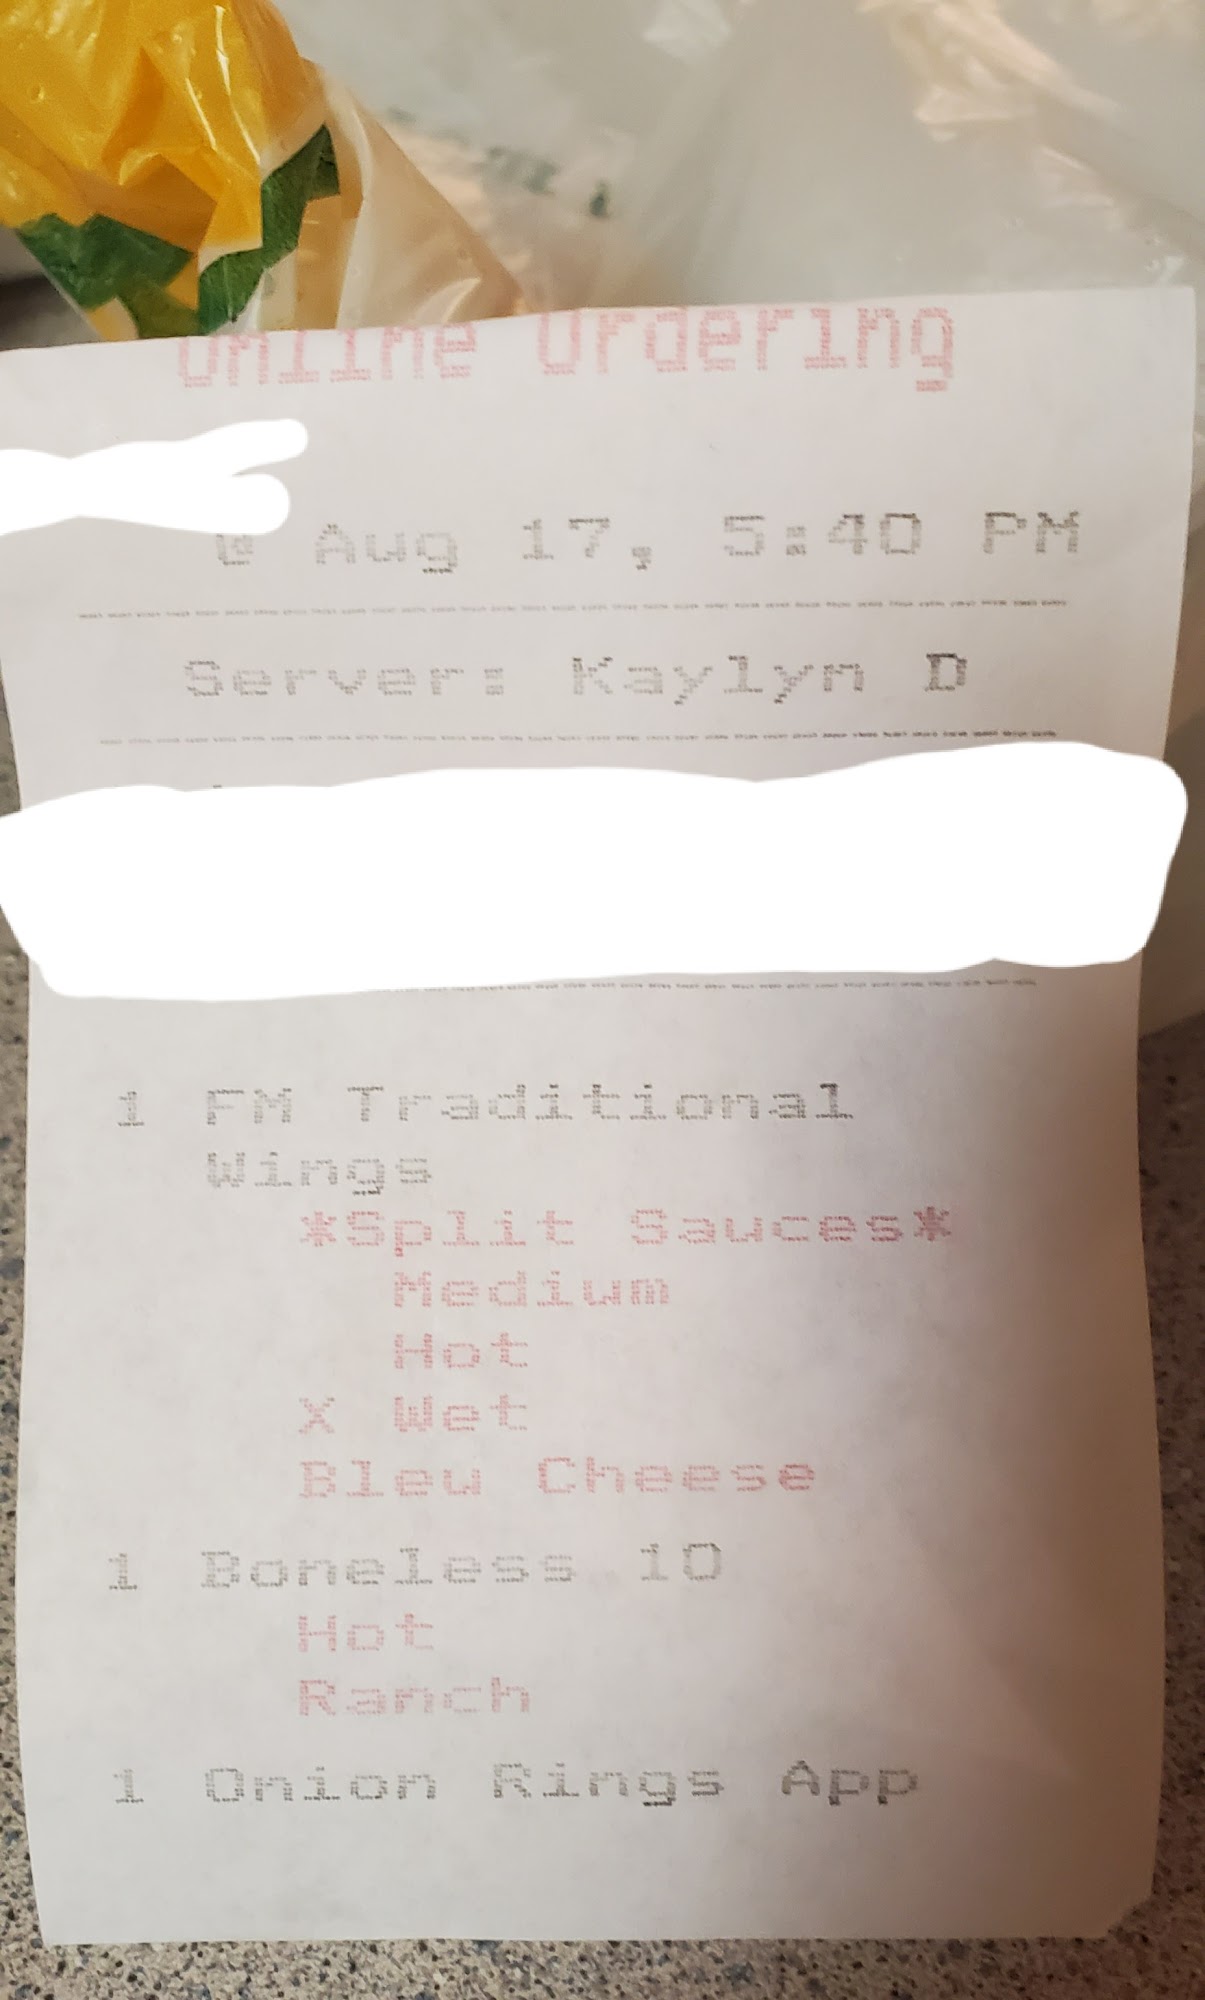 Online Ordering
@ Aug 17, 5:40 PM
Server: Kaylyn D
1 FM Traditional
Wings
*Split Sauces*
Medium
Hot
X Wet
Bleu Cheese
1 Boneless 10
Hot
Ranch
1 Onion Rings App